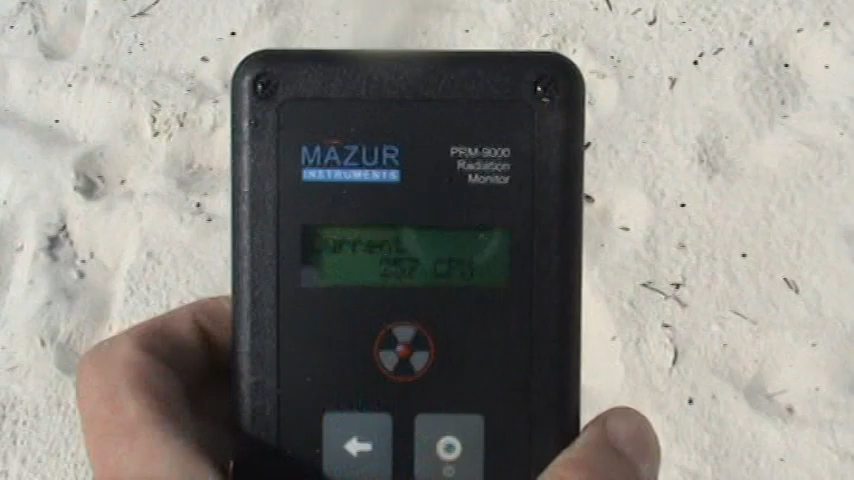 MAZUR
INSTRUMENTS
PRM-9000
Radiation
Monitor
Current
257 CPM